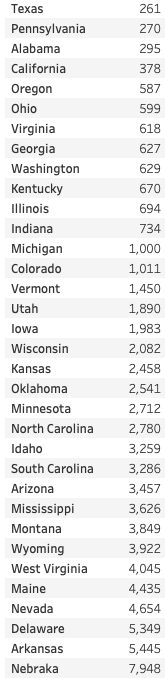 Texas 261
Pennsylvania 270
Alabama 295
California 378
Oregon 587
Ohio 599
Virginia 618
Georgia 627
Washington 629
Kentucky 670
Illinois 694
Indiana 734
Michigan 1,000
Colorado 1,011
Vermont 1,450
Utah 1,890
Iowa 1,983
Wisconsin 2,082
Kansas 2,458
Oklahoma 2,541
Minnesota 2,712
North Carolina 2,780
Idaho 3,259
South Carolina 3,286
Arizona 3,457
Mississippi 3,626
Montana 3,849
Wyoming 3,922
West Virginia 4,045
Maine 4,435
Nevada 4,654
Delaware 5,349
Arkansas 5,445
Nebraka 7,948